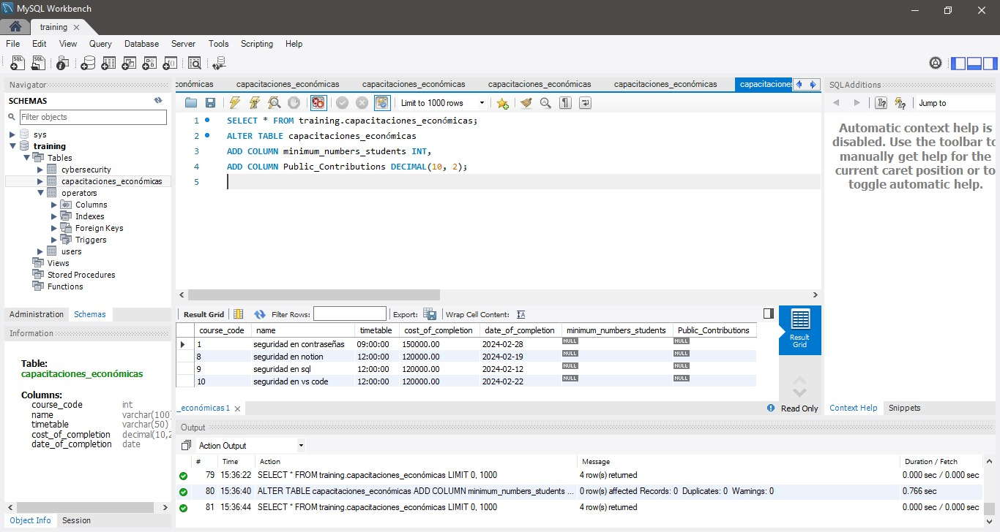 MySQL Workbench
training
File Edit View Query Database Server Tools Scripting Help
Navigator
SCHEMAS
Filter objects
sys
training
Tables
cybersecurity
capacitaciones_económicas
operators
Columns
Indexes
Foreign Keys
Triggers
users
Views
Stored Procedures
Functions
Administration Schemas
Information
Table:
capacitaciones_económicas
Columns:
course_code int
name varchar(100)
timetable varchar(50)
cost_of_completion decimal(10,2
date_of_completion date
Object Info Session
onómicas capacitaciones_económicas capacitaciones_económicas capacitaciones_económicas capacitaciones_económicas capacitaciones
Limit to 1000 rows
1 SELECT * FROM training.capacitaciones_económicas;
2 ALTER TABLE capacitaciones_económicas
3 ADD COLUMN minimum_numbers_students INT,
4 ADD COLUMN Public_Contributions DECIMAL(10, 2);
5
Result Grid Filter Rows: Export: Wrap Cell Content:
course_code name timetable cost_of_completion date_of_completion minimum_numbers_students Public_Contributions
1 seguridad en contraseñas 09:00:00 150000.00 2024-02-28 NULL NULL
8 seguridad en notion 12:00:00 120000.00 2024-02-19 NULL NULL
9 seguridad en sql 12:00:00 120000.00 2024-02-12 NULL NULL
10 seguridad en vs code 12:00:00 120000.00 2024-02-22 NULL NULL
Result
Grid
_económicas 1
Read Only
SQLAdditions
Jump to
Automatic context help is
disabled. Use the toolbar to
manually get help for the
current caret position or to
toggle automatic help.
Context Help Snippets
Output
Action Output
# Time Action Message Duration / Fetch
79 15:36:22 SELECT * FROM training.capacitaciones_económicas LIMIT 0, 1000 4 row(s) returned 0.000 sec / 0.000 sec
80 15:36:40 ALTER TABLE capacitaciones_económicas ADD COLUMN minimum_numbers_students ... 0 row(s) affected Records: 0 Duplicates: 0 Warnings: 0 0.766 sec
81 15:36:44 SELECT * FROM training.capacitaciones_económicas LIMIT 0, 1000 4 row(s) returned 0.000 sec / 0.000 sec